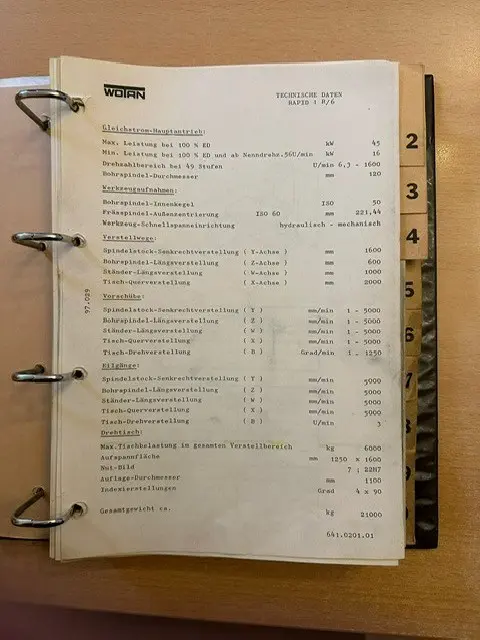 WOTAN
TECHNISCHE DATEN
RAPID 1 R/6
Gleichstrom-Hauptantrieb:
Max. Leistung bei 100 % ED kW 45
Min. Leistung bei 100 % ED und ab Nenndrehz.56U/min kW 16
Drehzahlbereich bei 49 Stufen U/min 6,3 - 1600
Bohrspindel-Durchmesser mm 120
Werkzeugaufnahmen:
Bohrspindel-Innenkegel ISO 50
Frässpindel-Außenzentrierung ISO 60 mm 221,44
Werkzeug-Schnellspanneinrichtung hydraulisch - mechanisch
Verstellwege:
Spindelstock-Senkrechtverstellung ( Y-Achse ) mm 1600
Bohrspindel-Längsverstellung ( Z-Achse ) mm 600
Ständer-Längsverstellung ( W-Achse ) mm 1000
Tisch-Querverstellung ( X-Achse ) mm 2000
Vorschübe:
Spindelstock-Senkrechtverstellung ( Y ) mm/min 1 - 5000
Bohrspindel-Längsverstellung ( Z ) mm/min 1 - 5000
Ständer-Längsverstellung ( W ) mm/min 1 - 5000
Tisch-Querverstellung ( X ) mm/min 1 - 5000
Tisch-Drehverstellung ( B ) Grad/min 1 - 1250
Eilgänge:
Spindelstock-Senkrechtverstellung ( Y ) mm/min 5000
Bohrspindel-Längsverstellung ( Z ) mm/min 5000
Ständer-Längsverstellung ( W ) mm/min 5000
Tisch-Querverstellung ( X ) mm/min 5000
Tisch-Drehverstellung ( B ) U/min 3
Drehtisch:
Max.Tischbelastung im gesamten Verstellbereich kg 6000
Aufspannfläche mm 1250 x 1600
Nut-Bild 7 ; 22H7
Auflage-Durchmesser mm 1100
Indexierstellungen Grad 4 x 90
Gesamtgewicht ca. kg 21000
641.0201.01
97.029
2
3
4
5
6
7
8
9